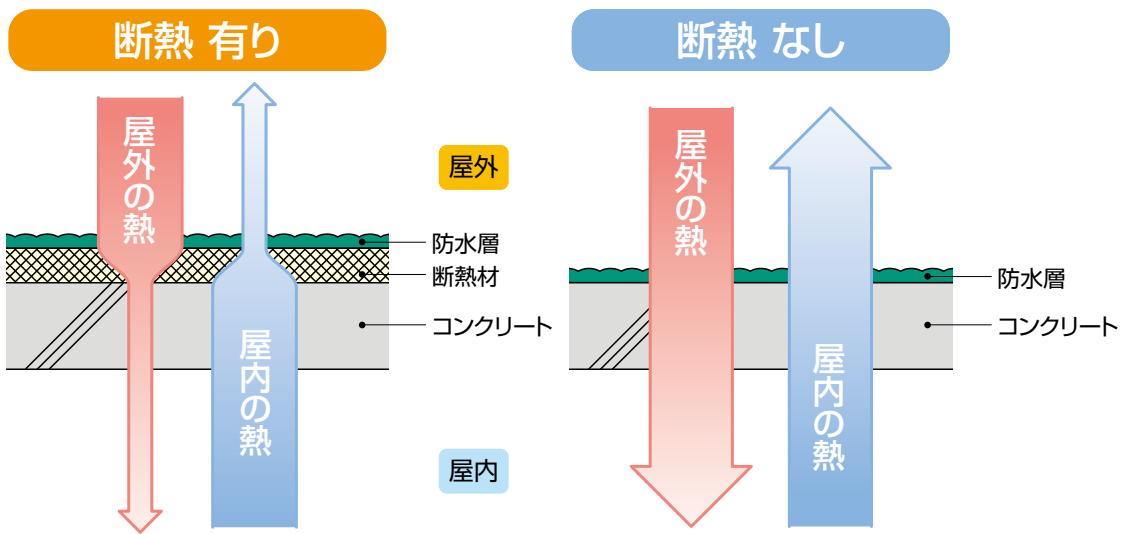 断熱 有り
屋外の熱
屋内の熱
屋外
防水層
断熱材
コンクリート
屋内
断熱 なし
屋外の熱
屋内の熱
防水層
コンクリート